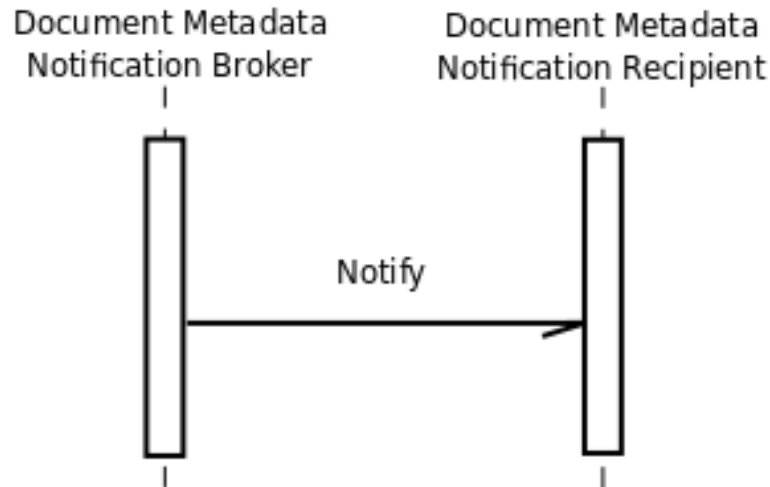 Document Metadata
Notification Broker
Document Metadata
Notification Recipient
Notify